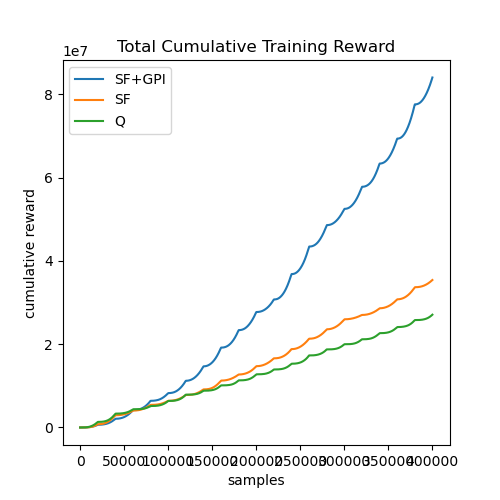 Total Cumulative Training Reward
1e7
SF+GPI
SF
Q
8
6
4
2
0
cumulative reward
0 50000 100000 150000 200000 250000 300000 350000 400000
samples